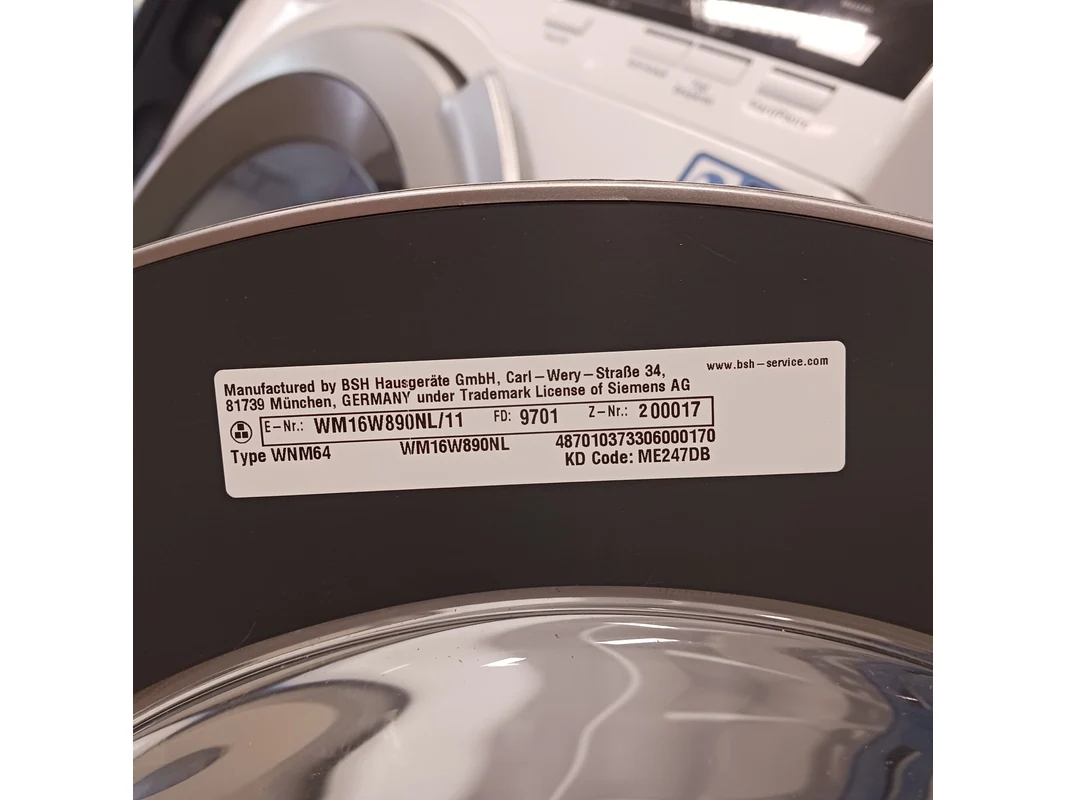 Manufactured by BSH Hausgeräte GmbH, Carl-Wery-Straße 34,
www.bsh-service.com
81739 München, GERMANY under Trademark License of Siemens AG
E-Nr.: WM16W890NL/11 FD: 9701 Z-Nr.: 200017
Type WNM64 WM16W890NL 487010373306000170
KD Code: ME247DB